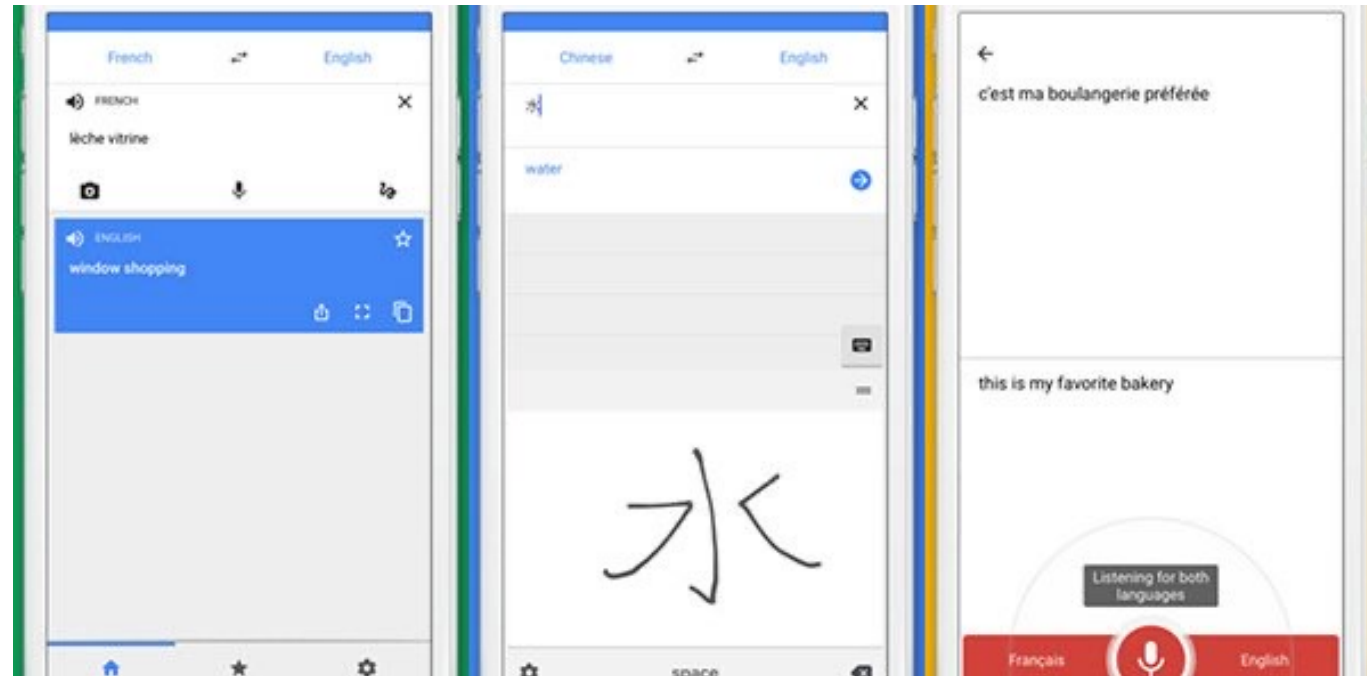 French
English
FRENCH
lèche vitrine
ENGLISH
window shopping
Chinese
English
水
water
水
space
c'est ma boulangerie préférée
this is my favorite bakery
Listening for both
languages
Français
English